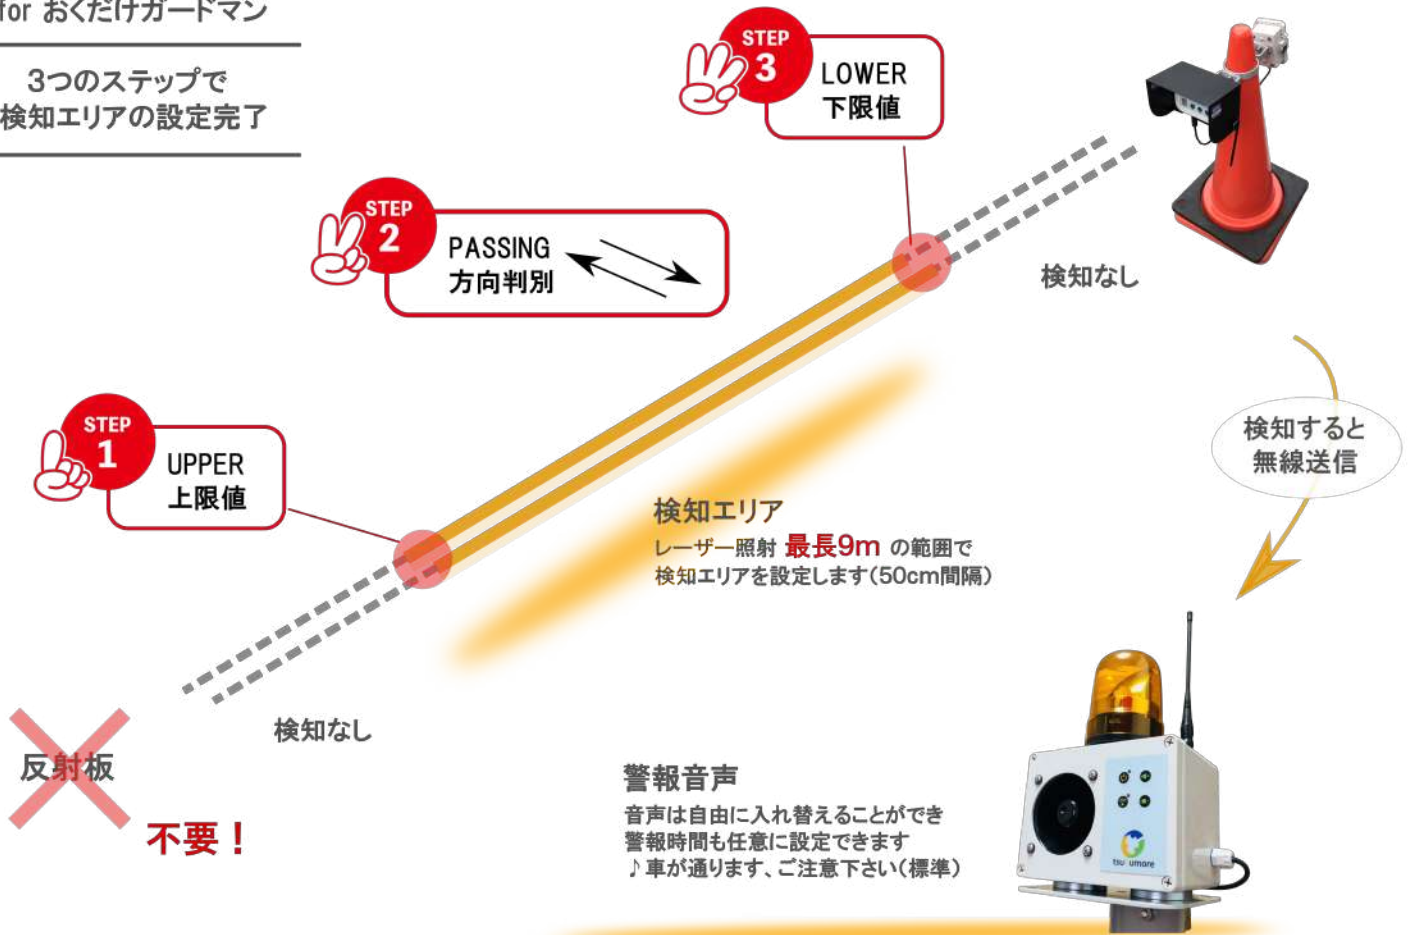 for おくだけガードマン
3つのステップで
検知エリアの設定完了
STEP
3
LOWER
下限値
STEP
2
PASSING
方向判別
検知なし
STEP
1
UPPER
上限値
検知すると
無線送信
検知エリア
レーザー照射 最長9m の範囲で
検知エリアを設定します(50cm間隔)
検知なし
反射板
不要!
警報音声
音声は自由に入れ替えることができ
警報時間も任意に設定できます
♪車が通ります、ご注意下さい(標準)